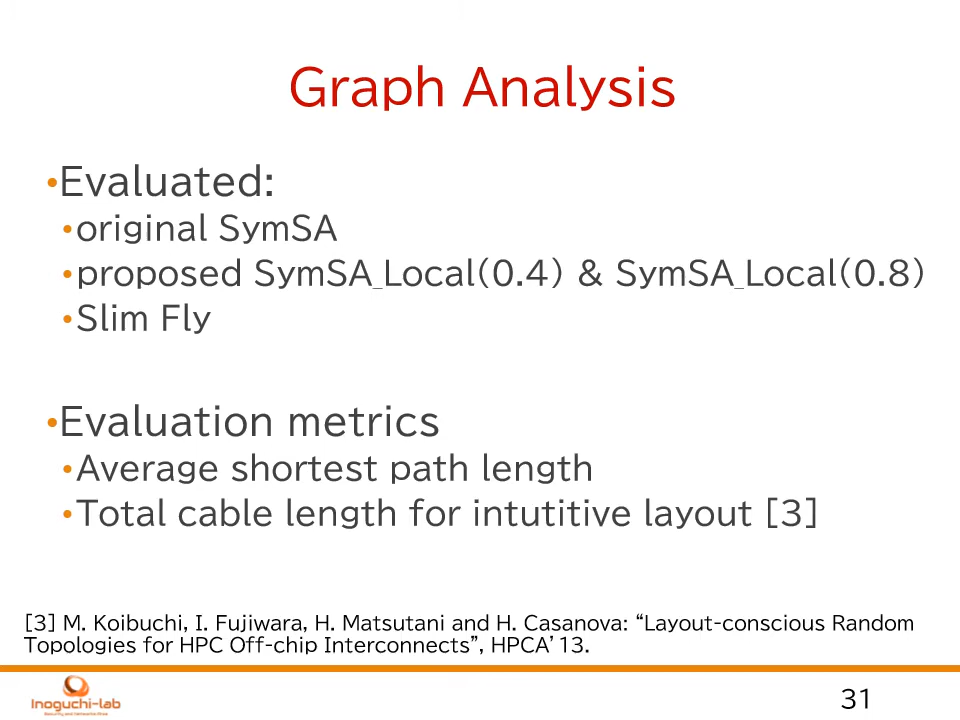 Graph Analysis
•Evaluated:
•original SymSA
•proposed SymSA_Local(0.4) & SymSA_Local(0.8)
•Slim Fly
•Evaluation metrics
•Average shortest path length
•Total cable length for intutitive layout [3]
[3] M. Koibuchi, I. Fujiwara, H. Matsutani and H. Casanova: “Layout-conscious Random
Topologies for HPC Off-chip Interconnects”, HPCA’13.
Inoguchi-lab
31